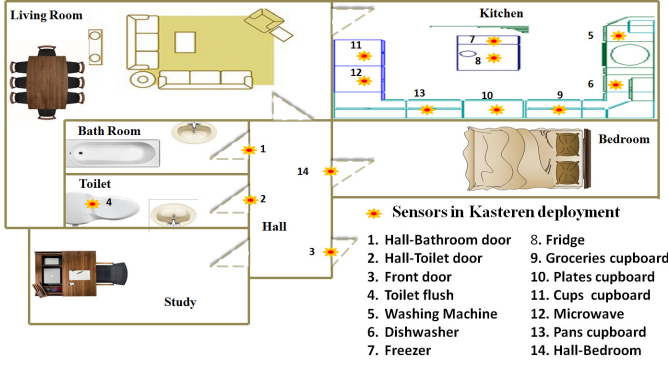 Living Room
Kitchen
11
12
7
8
5
6
13
10
9
Bath Room
Bedroom
1
14
Toilet
4
2
Hall
3
Study
Sensors in Kasteren deployment
1. Hall-Bathroom door
2. Hall-Toilet door
3. Front door
4. Toilet flush
5. Washing Machine
6. Dishwasher
7. Freezer
8. Fridge
9. Groceries cupboard
10. Plates cupboard
11. Cups cupboard
12. Microwave
13. Pans cupboard
14. Hall-Bedroom